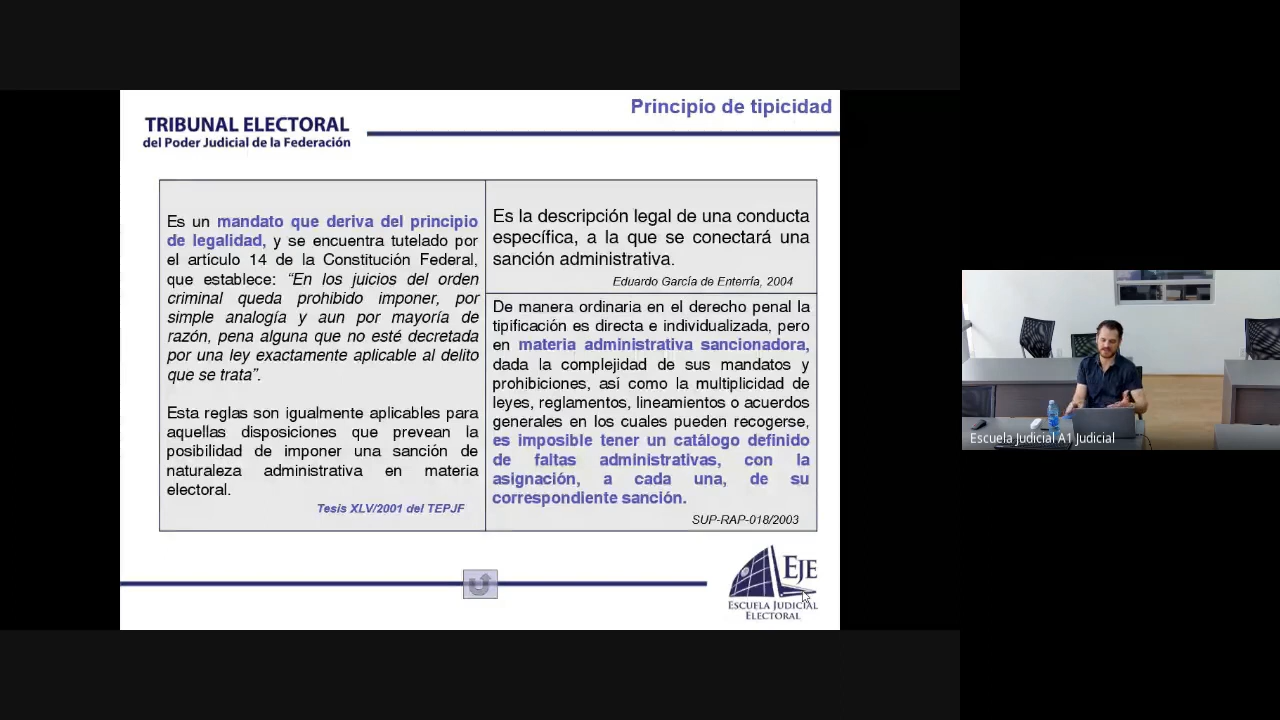 Principio de tipicidad
TRIBUNAL ELECTORAL
del Poder Judicial de la Federación
Es un mandato que deriva del principio
de legalidad, y se encuentra tutelado por
el articulo 14 de la Constitución Federal,
que establece: “En los juicios del orden
criminal queda prohibido imponer, por
simple analogía y aun por mayoría de
razón, pena alguna que no esté decretada
por una ley exactamente aplicable al delito
que se trata”.
Esta reglas son igualmente aplicables para
aquellas disposiciones que prevean la
posibilidad de imponer una sanción de
naturaleza administrativa en materia
electoral.
Tesis XLV/2001 del TEPJF
Es la descripción legal de una conducta
específica, a la que se conectará una
sanción administrativa.
Eduardo García de Enterría, 2004
De manera ordinaria en el derecho penal la
tipificación es directa e individualizada, pero
en materia administrativa sancionadora,
dada la complejidad de sus mandatos y
prohibiciones, así como la multiplicidad de
leyes, reglamentos, lineamientos o acuerdos
generales en los cuales pueden recogerse,
es imposible tener un catálogo definido
de faltas administrativas, con la
asignación, a cada una, de su
correspondiente sanción.
SUP-RAP-018/2003
EJE
ESCUELA JUDICIAL
ELECTORAL
Escuela Judicial A1 Judicial